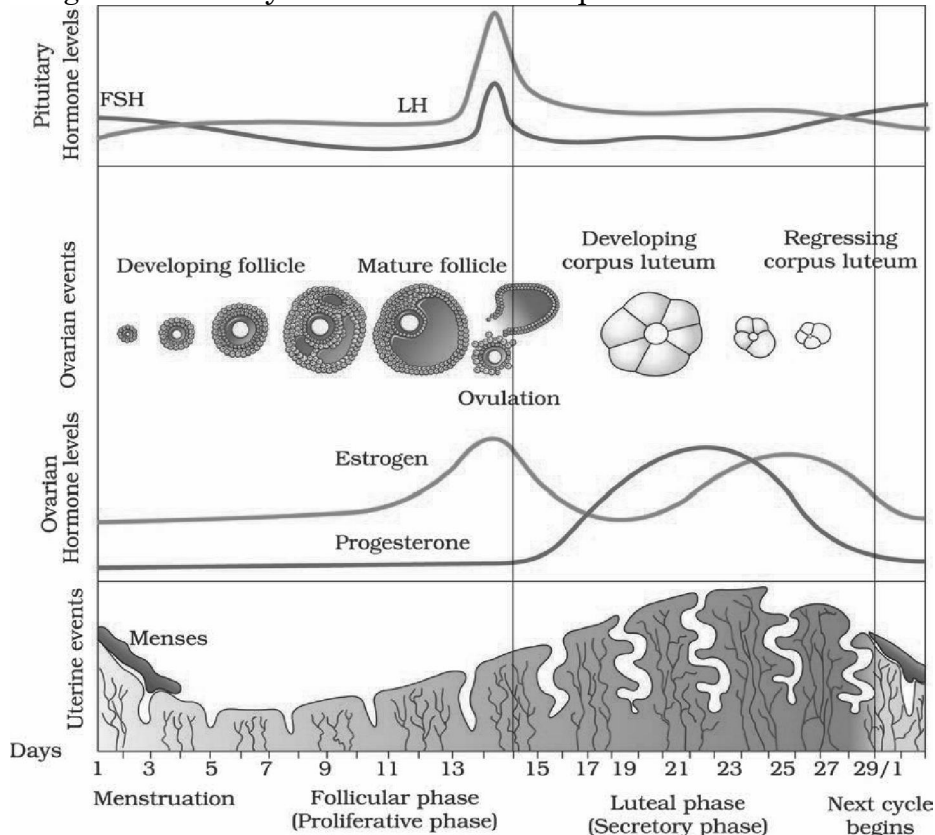 Pituitary
Hormone levels
FSH
LH
Ovarian events
Developing follicle
Mature follicle
Developing
corpus luteum
Regressing
corpus luteum
Ovulation
Ovarian
Hormone levels
Estrogen
Progesterone
Uterine events
Menses
Days
1 3 5 7 9 11 13 15 17 19 21 23 25 27 29/1
Menstruation
Follicular phase
(Proliferative phase)
Luteal phase
(Secretory phase)
Next cycle
begins